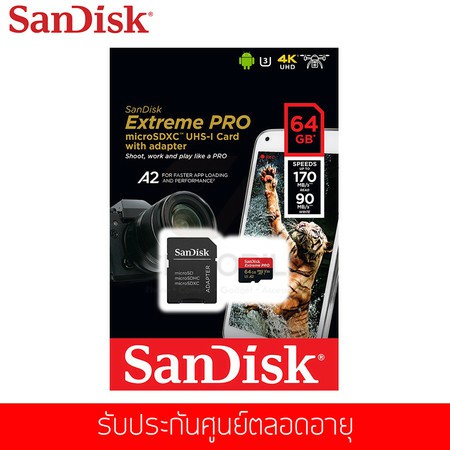 SanDisk®
4K
UHD
SanDisk
Extreme PRO
microSDXC™ UHS-I Card
with adapter
Shoot, work and play like a PRO
A2 FOR FASTER APP LOADING
AND PERFORMANCE
64
GB
SPEEDS
up to
170
MB/s
READ
90
MB/s
WRITE
SanDisk
microSD
microSDHC
microSDXC
ADAPTER
SanDisk
Extreme PRO
64GB
SanDisk®
รับประกันศูนย์ตลอดอายุ